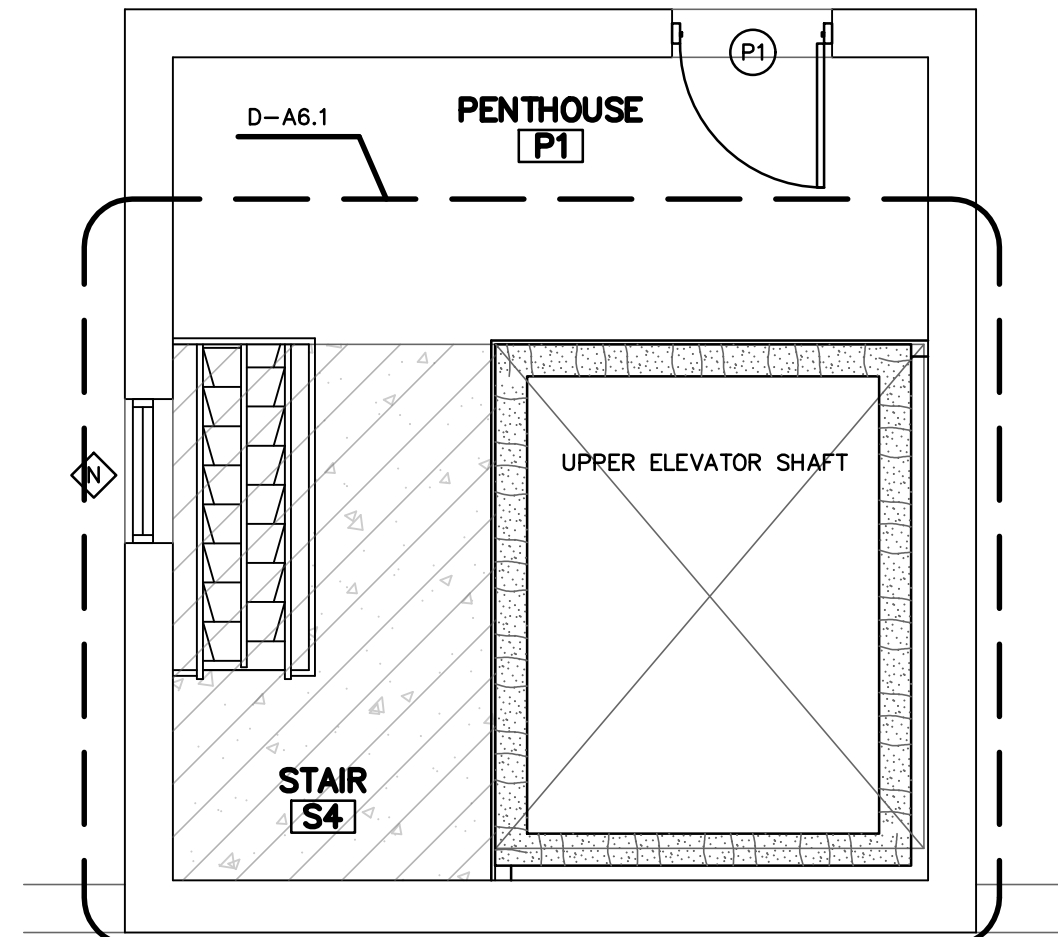 P1
D-A6.1
PENTHOUSE
P1
UPPER ELEVATOR SHAFT
N
STAIR
S4